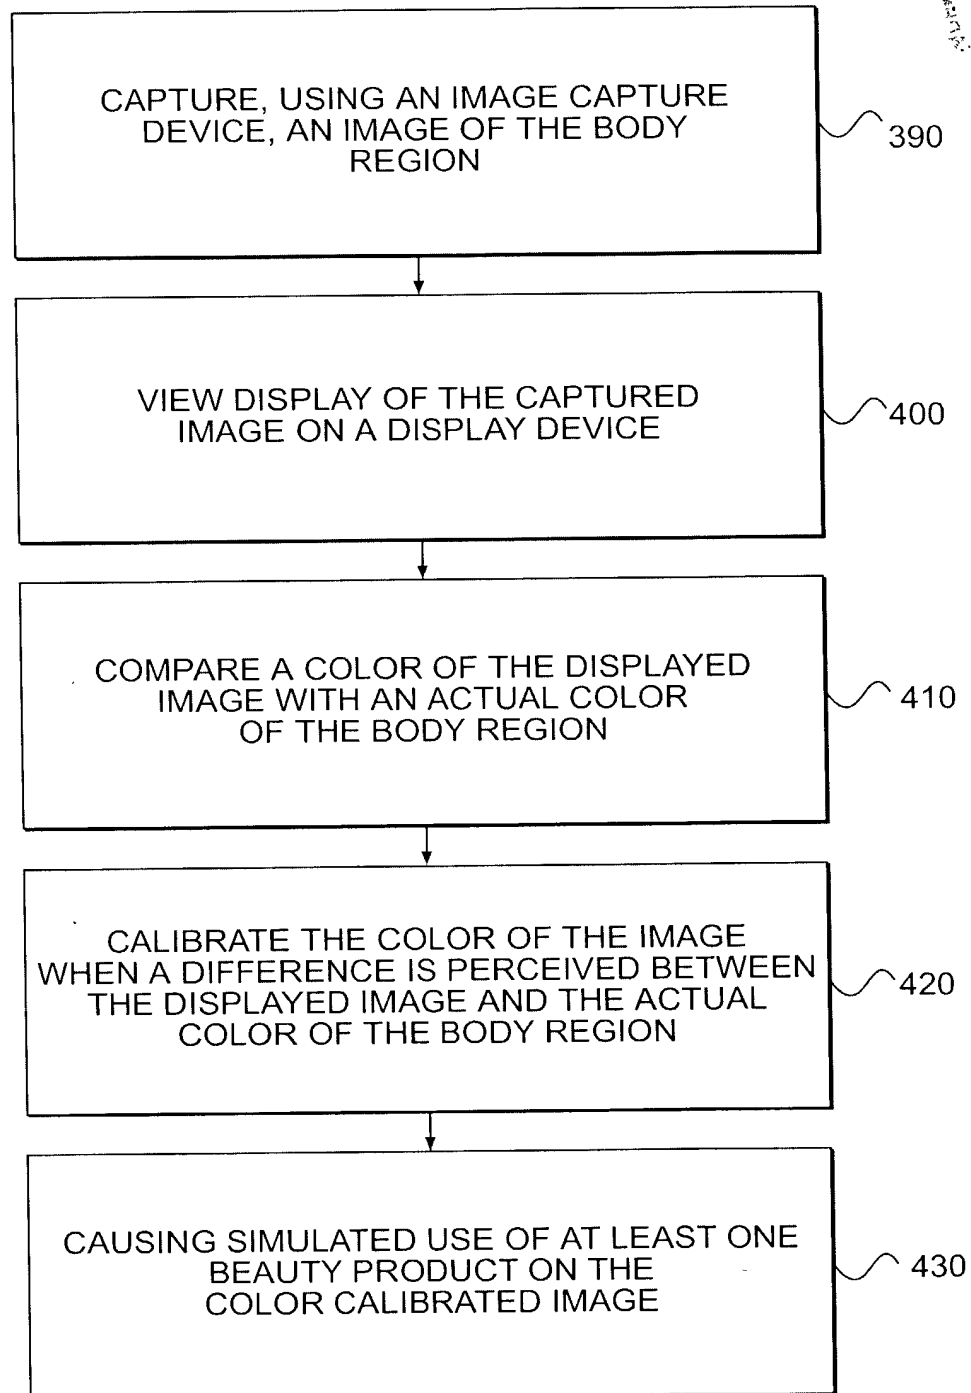 CAPTURE, USING AN IMAGE CAPTURE
DEVICE, AN IMAGE OF THE BODY
REGION
390
VIEW DISPLAY OF THE CAPTURED
IMAGE ON A DISPLAY DEVICE
400
COMPARE A COLOR OF THE DISPLAYED
IMAGE WITH AN ACTUAL COLOR
OF THE BODY REGION
410
CALIBRATE THE COLOR OF THE IMAGE
WHEN A DIFFERENCE IS PERCEIVED BETWEEN
THE DISPLAYED IMAGE AND THE ACTUAL
COLOR OF THE BODY REGION
420
CAUSING SIMULATED USE OF AT LEAST ONE
BEAUTY PRODUCT ON THE
COLOR CALIBRATED IMAGE
430